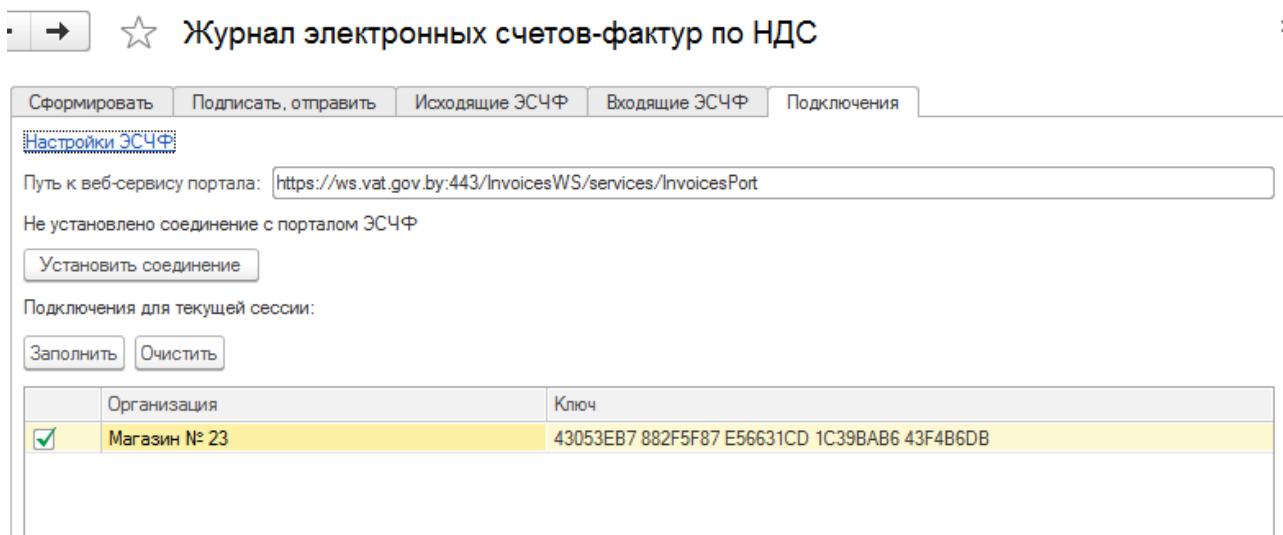 Журнал электронных счетов-фактур по НДС
Сформировать Подписать, отправить Исходящие ЭСЧФ Входящие ЭСЧФ Подключения
Настройки ЭСЧФ
Путь к веб-сервису портала: https://ws.vat.gov.by:443/InvoicesWS/services/InvoicesPort
Не установлено соединение с порталом ЭСЧФ
Установить соединение
Подключения для текущей сессии:
Заполнить Очистить
Организация Ключ
Магазин № 23 43053EB7 882F5F87 E56631CD 1C39BAB6 43F4B6DB